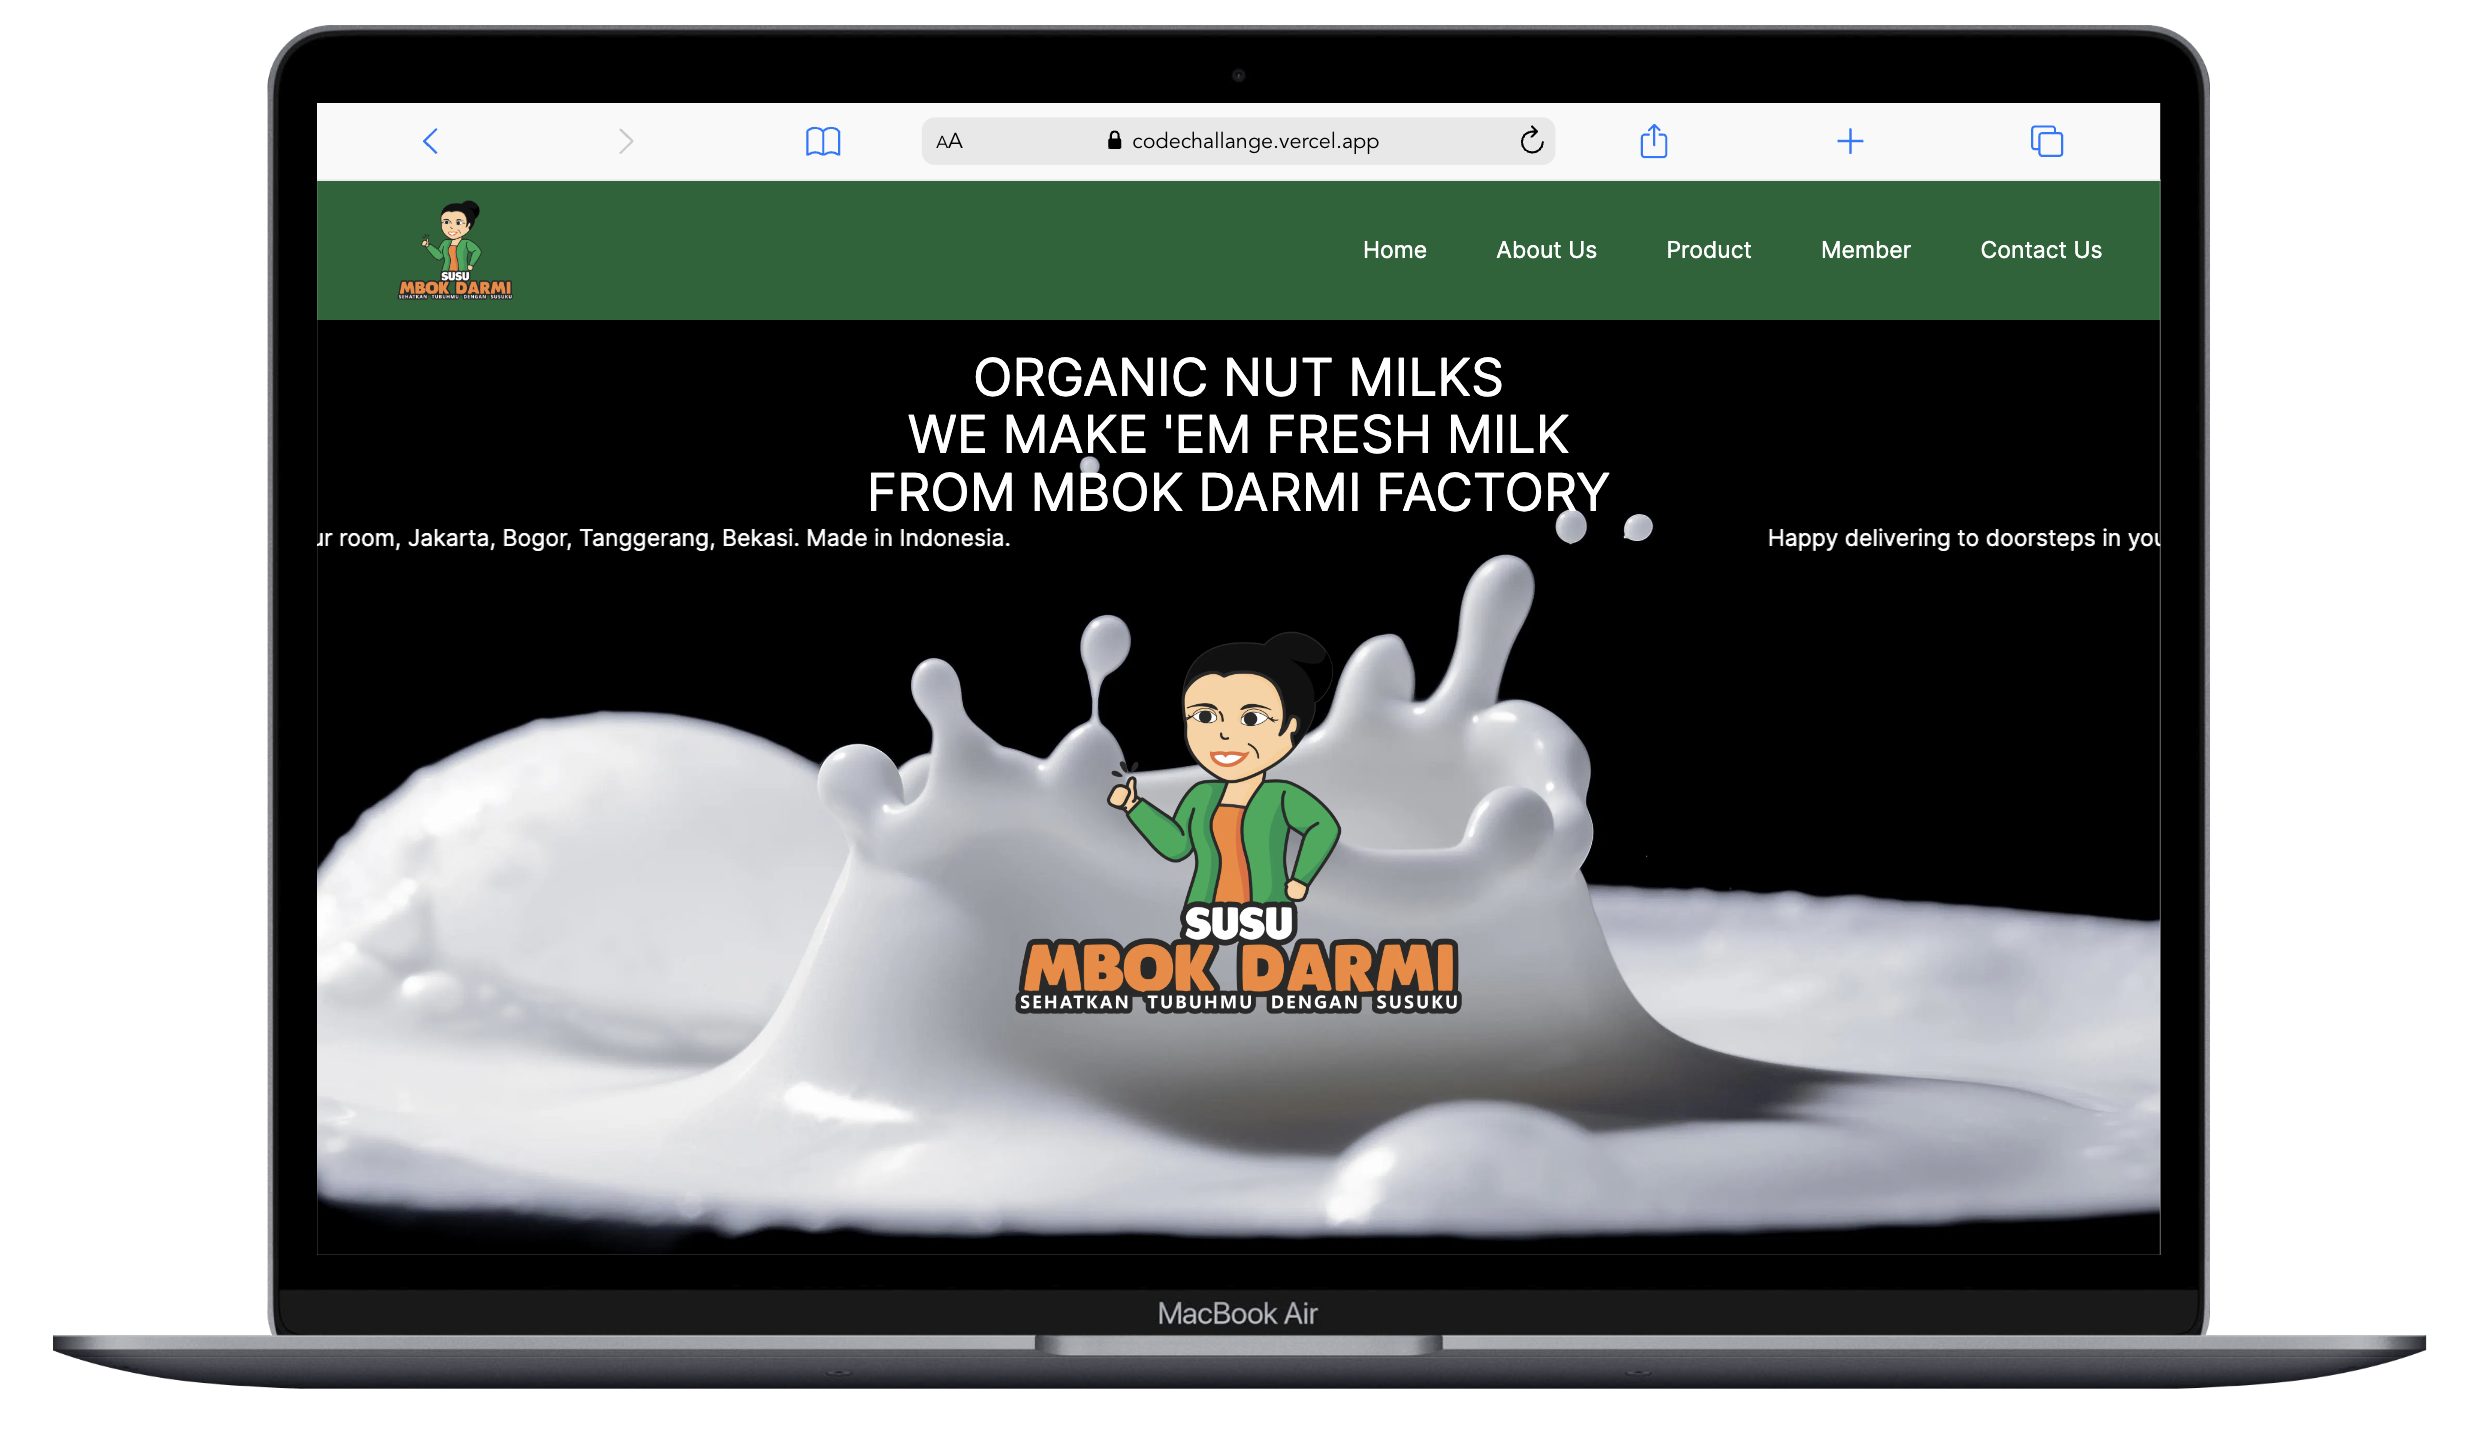 AA codechallange.vercel.app
SUSU
MBOK DARMI
SEHATKAN TUBUHMU DENGAN SUSUKU
Home About Us Product Member Contact Us
ORGANIC NUT MILKS
WE MAKE 'EM FRESH MILK
FROM MBOK DARMI FACTORY
ur room, Jakarta, Bogor, Tanggerang, Bekasi. Made in Indonesia. Happy delivering to doorsteps in you
SUSU
MBOK DARMI
SEHATKAN TUBUHMU DENGAN SUSUKU
MacBook Air